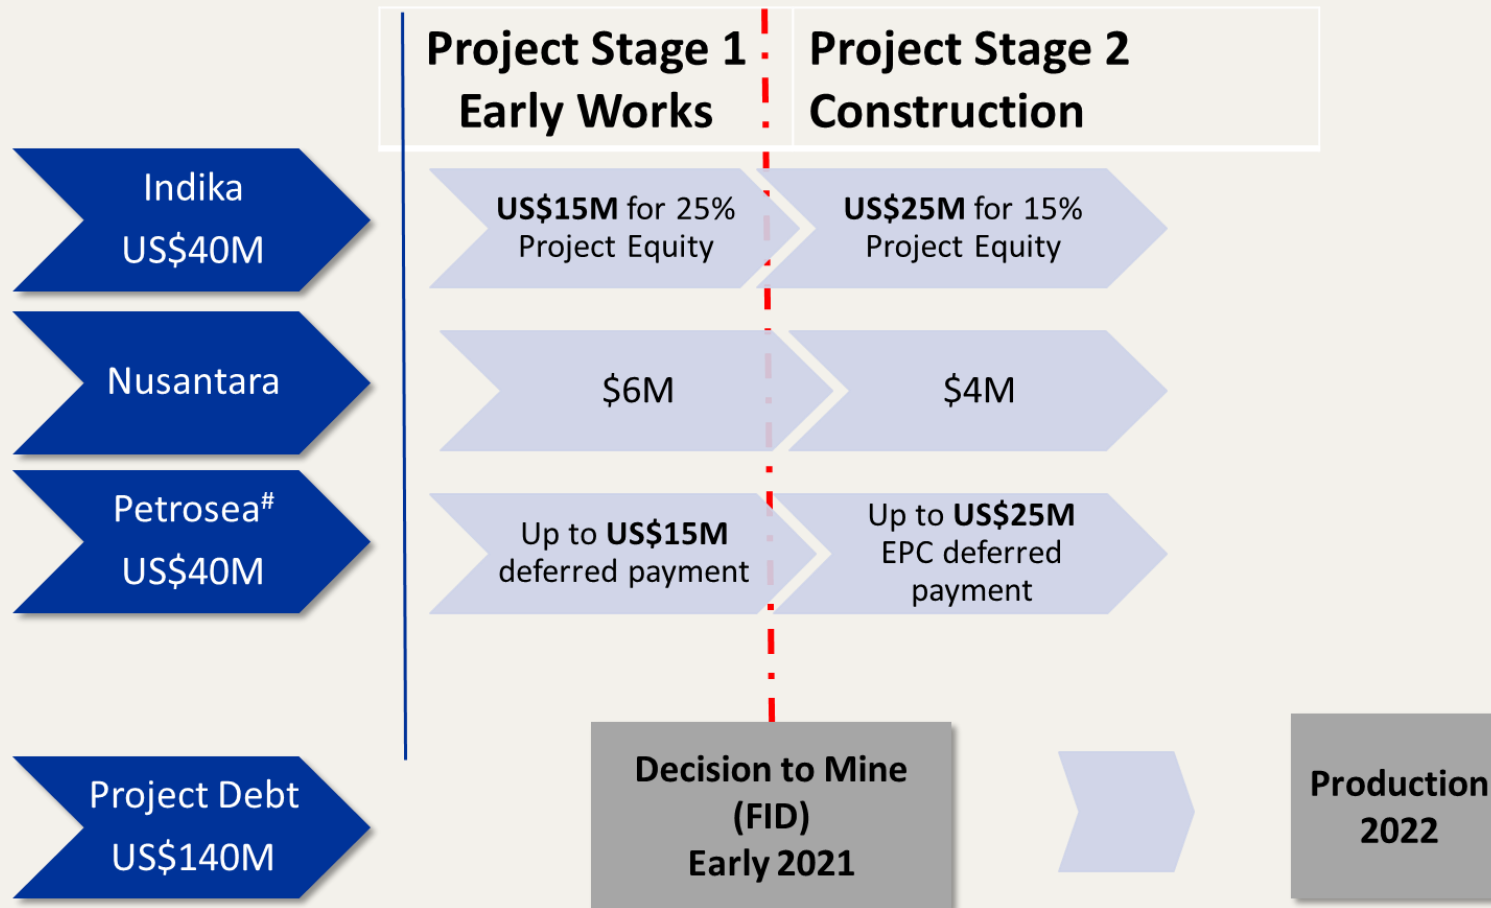 Project Stage 1
Early Works
Project Stage 2
Construction
Indika
US$40M
US$15M for 25%
Project Equity
US$25M for 15%
Project Equity
Nusantara
$6M
$4M
Petrosea#
US$40M
Up to US$15M
deferred payment
Up to US$25M
EPC deferred
payment
Project Debt
US$140M
Decision to Mine
(FID)
Early 2021
Production
2022